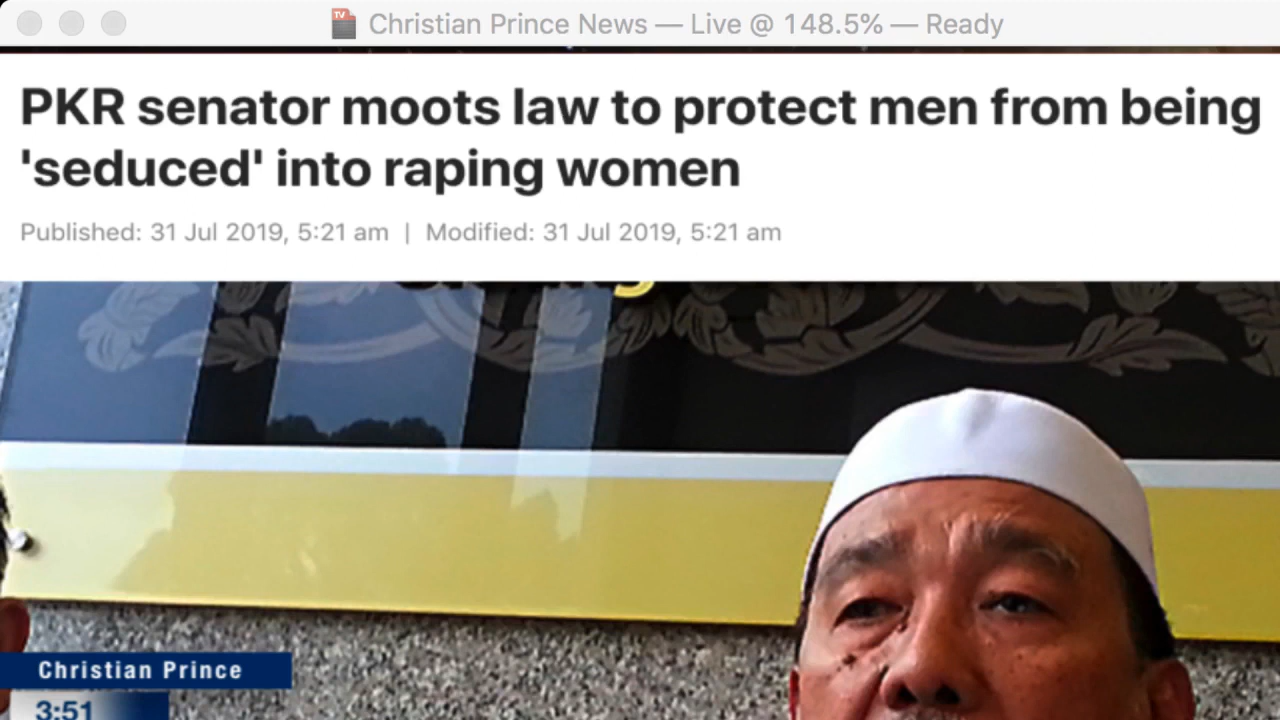 TV
Christian Prince News — Live @ 148.5% — Ready
PKR senator moots law to protect men from being
'seduced' into raping women
Published: 31 Jul 2019, 5:21 am | Modified: 31 Jul 2019, 5:21 am
Christian Prince
3:51